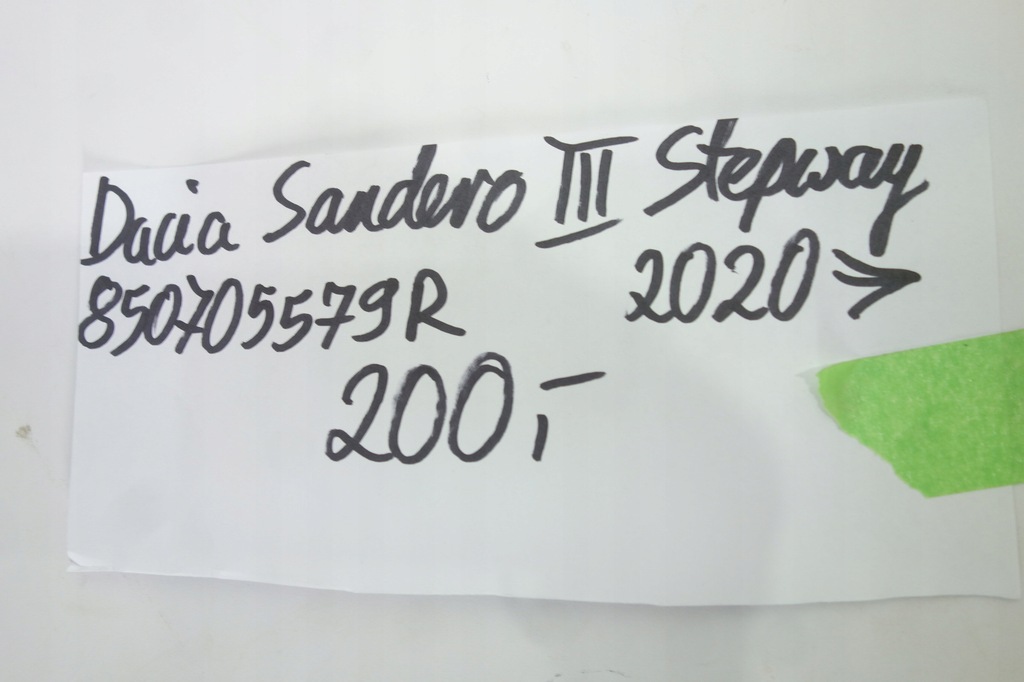 Dacia Sandero III Stepway
850705579R 2020 >
200,-